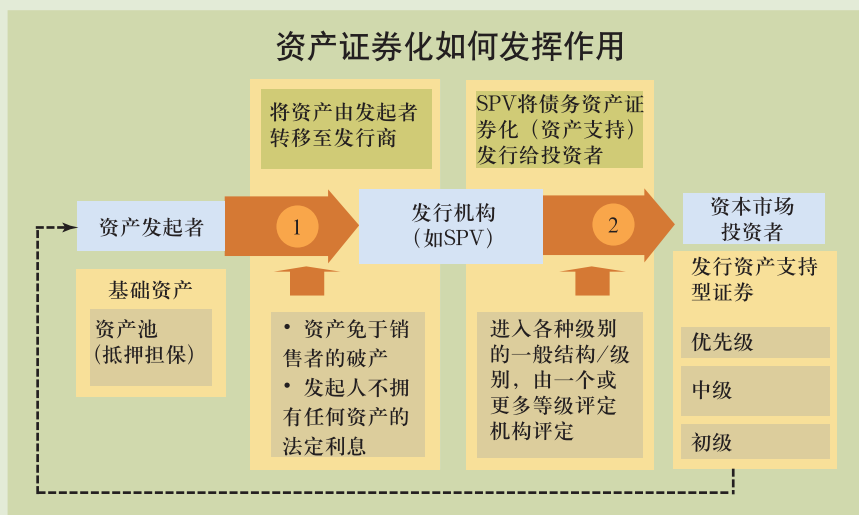 资产证券化如何发挥作用
将资产由发起者
转移至发行商
SPV将债务资产证
券化（资产支持）
发行给投资者
资产发起者
1
发行机构
（如SPV）
2
资本市场
投资者
基础资产
资产池
(抵押担保)
• 资产免于销
售者的破产
• 发起人不拥
有任何资产的
法定利息
进入各种级别
的一般结构/级
别，由一个或
更多等级评定
机构评定
发行资产支持
型证券
优先级
中级
初级